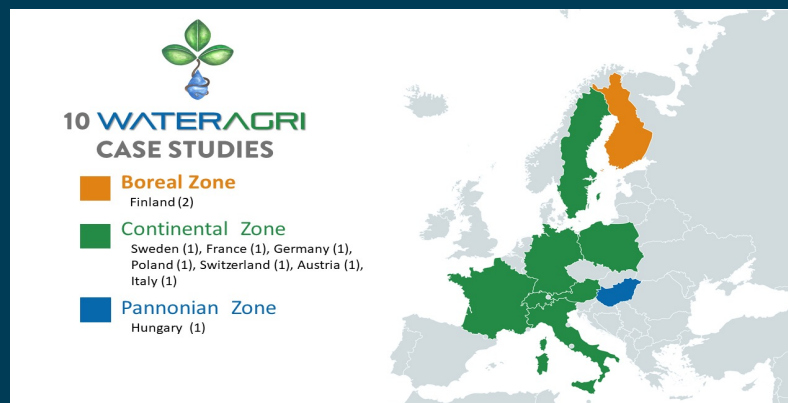 10 WATERAGRI
CASE STUDIES
Boreal Zone
Finland (2)
Continental Zone
Sweden (1), France (1), Germany (1),
Poland (1), Switzerland (1), Austria (1),
Italy (1)
Pannonian Zone
Hungary (1)